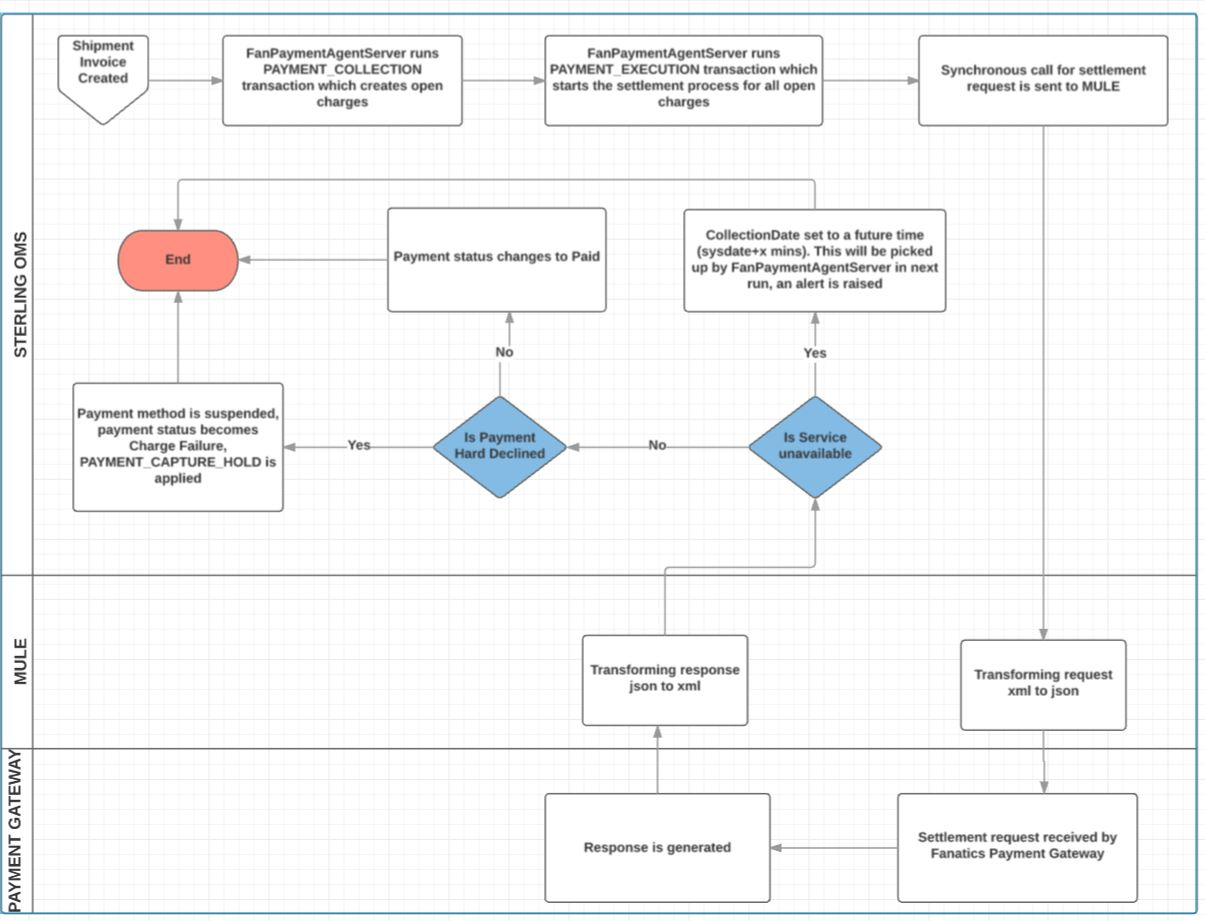 Shipment
Invoice
Created
FanPaymentAgentServer runs
PAYMENT_COLLECTION
transaction which creates open
charges
FanPaymentAgentServer runs
PAYMENT_EXECUTION transaction which
starts the settlement process for all open
charges
Synchronous call for settlement
request is sent to MULE
STERLING OMS
End
Payment status changes to Paid
CollectionDate set to a future time
(sysdate+x mins). This will be picked
up by FanPaymentAgentServer in next
run, an alert is raised
No
Yes
Payment method is suspended,
payment status becomes
Charge Failure,
PAYMENT_CAPTURE_HOLD is
applied
Yes
Is Payment
Hard Declined
No
Is Service
unavailable
MULE
Transforming response
json to xml
Transforming request
xml to json
PAYMENT GATEWAY
Response is generated
Settlement request received by
Fanatics Payment Gateway